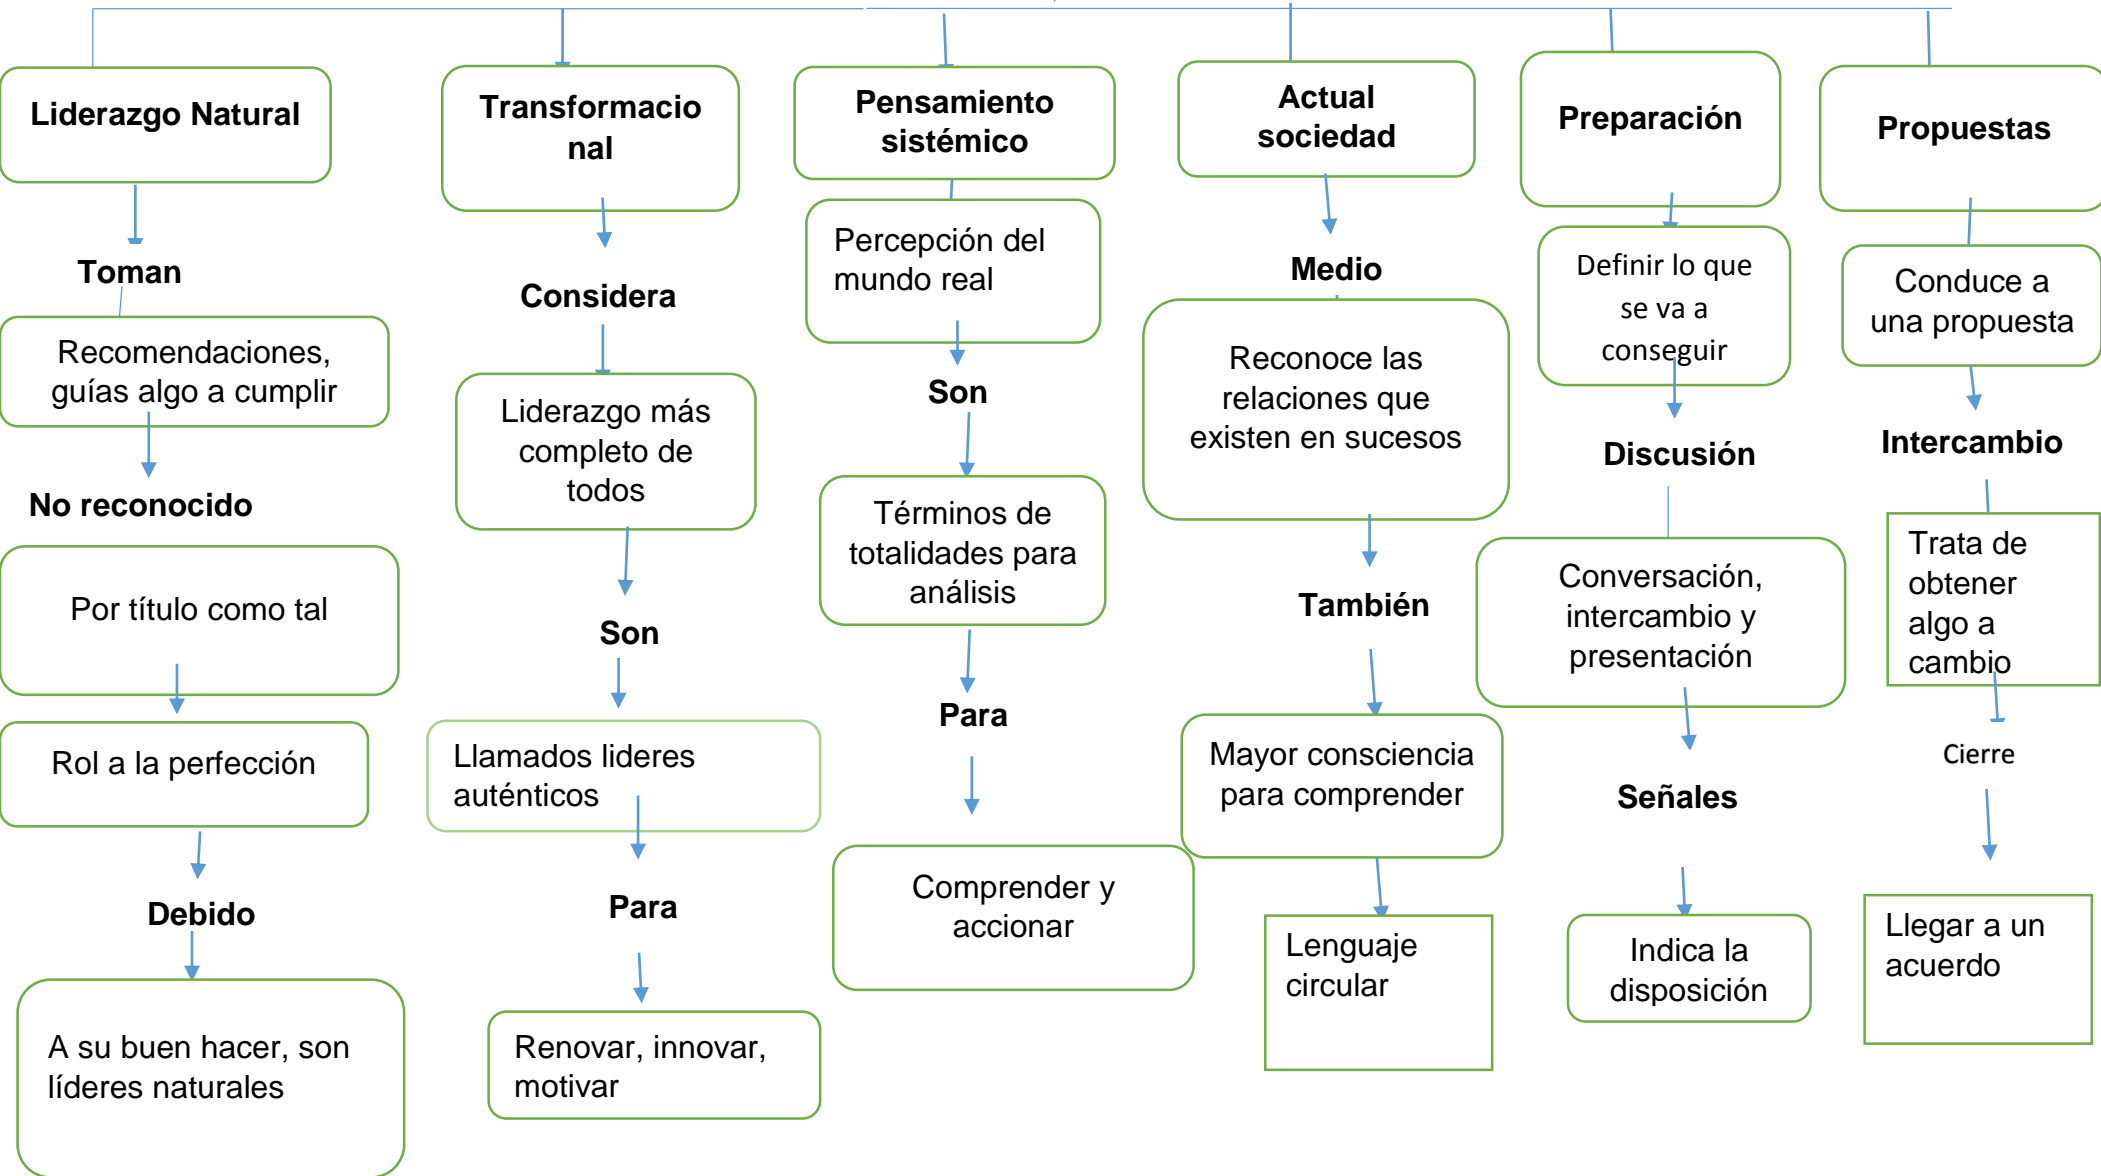 Liderazgo Natural
Toman
Recomendaciones,
guías algo a cumplir
No reconocido
Por título como tal
Rol a la perfección
Debido
A su buen hacer, son
líderes naturales
Transformacio
nal
Considera
Liderazgo más
completo de
todos
Son
Llamados lideres
auténticos
Para
Renovar, innovar,
motivar
Pensamiento
sistémico
Percepción del
mundo real
Son
Términos de
totalidades para
análisis
Para
Comprender y
accionar
Actual
sociedad
Medio
Reconoce las
relaciones que
existen en sucesos
También
Mayor consciencia
para comprender
Lenguaje
circular
Preparación
Definir lo que
se va a
conseguir
Discusión
Conversación,
intercambio y
presentación
Señales
Indica la
disposición
Propuestas
Conduce a
una propuesta
Intercambio
Trata de
obtener
algo a
cambio
Cierre
Llegar a un
acuerdo